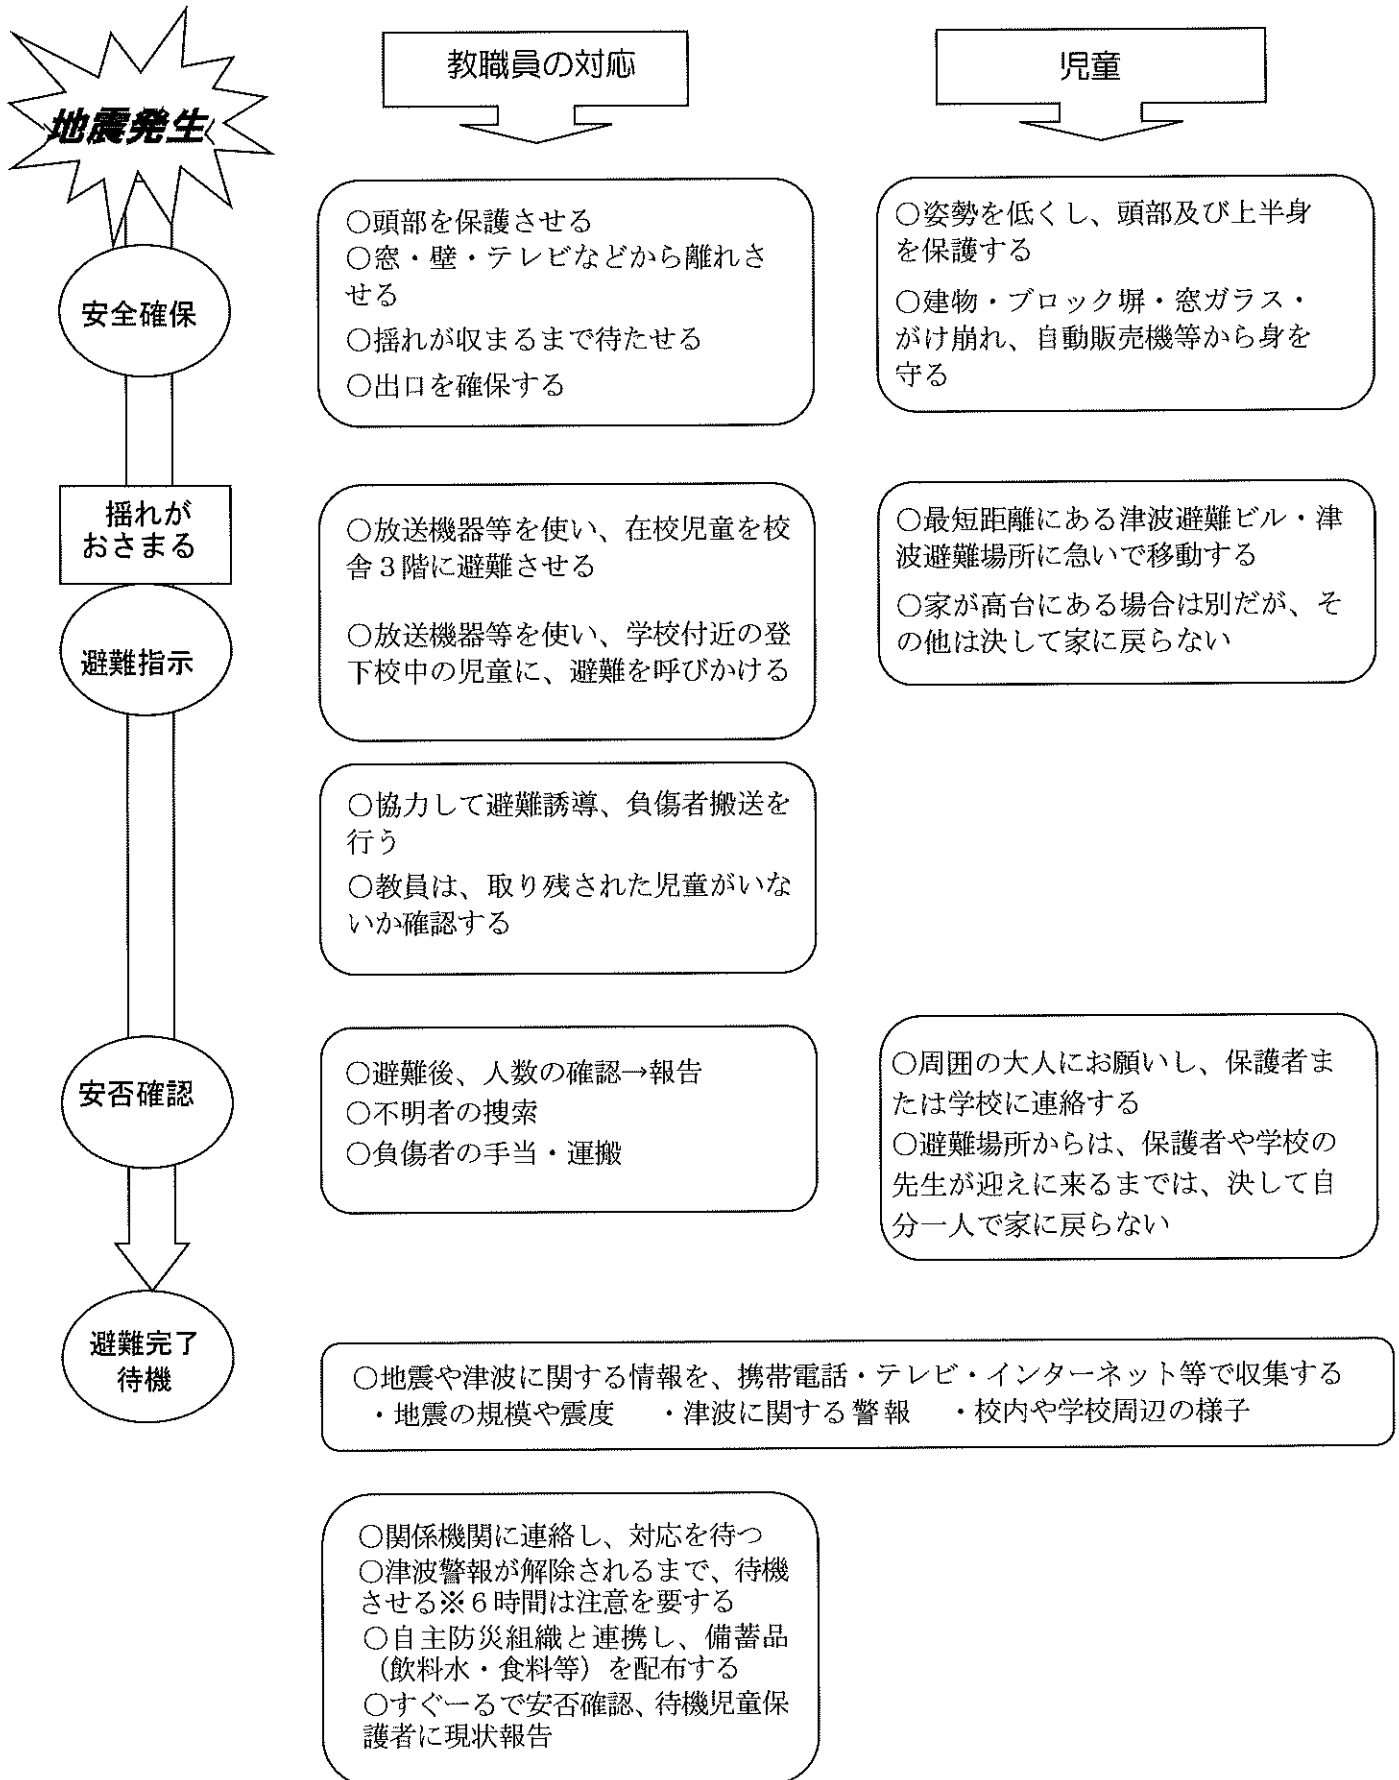 地震発生
教職員の対応
児童
安全確保
○頭部を保護させる
○窓・壁・テレビなどから離れさ
せる
○揺れが収まるまで待たせる
○出口を確保する
○姿勢を低くし、頭部及び上半身
を保護する
○建物・ブロック塀・窓ガラス・
がけ崩れ、自動販売機等から身を
守る
揺れが
おさまる
避難指示
○放送機器等を使い、在校児童を校
舎３階に避難させる
○放送機器等を使い、学校付近の登
下校中の児童に、避難を呼びかける
○最短距離にある津波避難ビル・津
波避難場所に急いで移動する
○家が高台にある場合は別だが、そ
の他は決して家に戻らない
○協力して避難誘導、負傷者搬送を
行う
○教員は、取り残された児童がいな
いか確認する
安否確認
○避難後、人数の確認→報告
○不明者の捜索
○負傷者の手当・運搬
○周囲の大人にお願いし、保護者ま
たは学校に連絡する
○避難場所からは、保護者や学校の
先生が迎えに来るまでは、決して自
分一人で家に戻らない
避難完了
待機
○地震や津波に関する情報を、携帯電話・テレビ・インターネット等で収集する
・地震の規模や震度　・津波に関する警報　・校内や学校周辺の様子
○関係機関に連絡し、対応を待つ
○津波警報が解除されるまで、待機
させる※６時間は注意を要する
○自主防災組織と連携し、備蓄品
（飲料水・食料等）を配布する
○すぐーるで安否確認、待機児童保
護者に現状報告